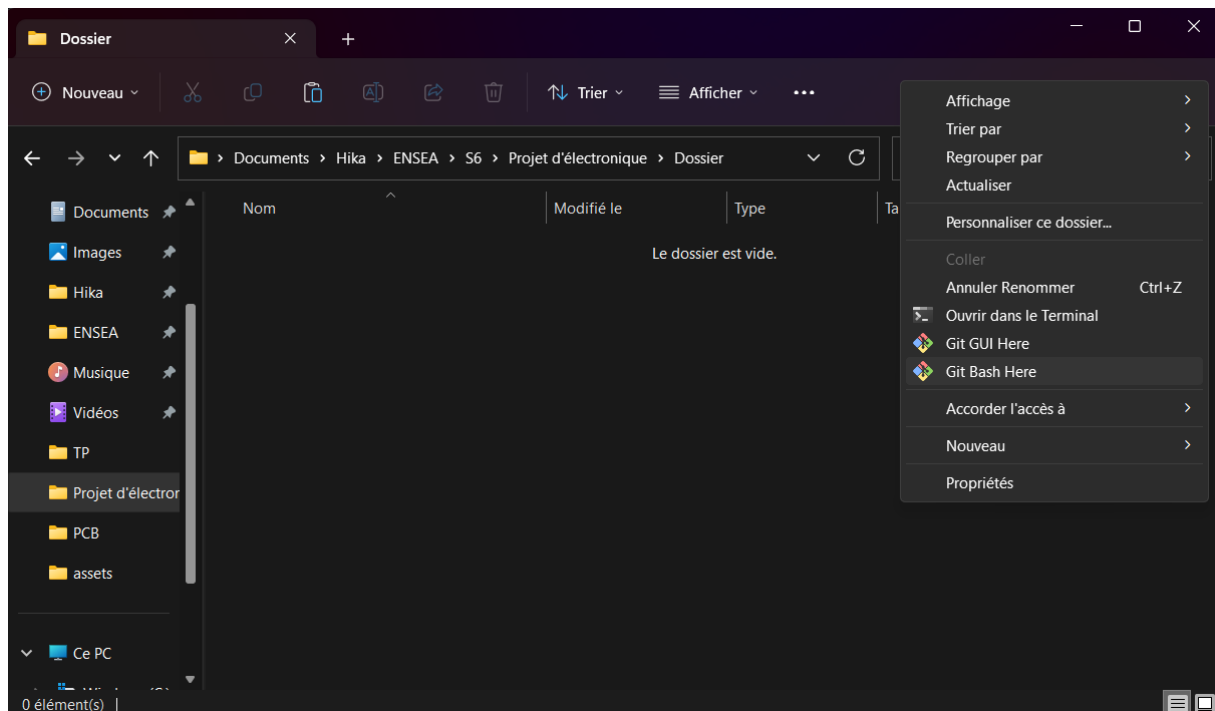 Dossier
Nouveau
Trier
Afficher
Documents > Hika > ENSEA > S6 > Projet d'électronique > Dossier
Nom
Modifié le
Type
Ta
Le dossier est vide.
Documents
Images
Hika
ENSEA
Musique
Vidéos
TP
Projet d'électror
PCB
assets
Ce PC
0 élément(s)
Affichage
Trier par
Regrouper par
Actualiser
Personnaliser ce dossier...
Coller
Annuler Renommer Ctrl+Z
Ouvrir dans le Terminal
Git GUI Here
Git Bash Here
Accorder l'accès à
Nouveau
Propriétés